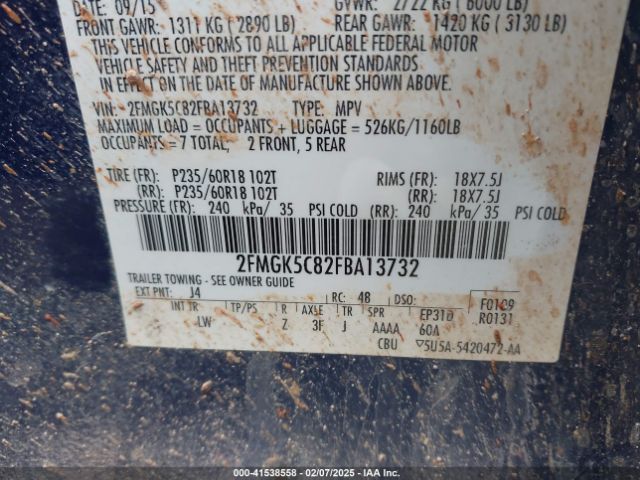 DATE: 09/15 GVWR: 2722 KG ( 6000 LB)
FRONT GAWR: 1311 KG ( 2890 LB) REAR GAWR: 1420 KG ( 3130 LB)
THIS VEHICLE CONFORMS TO ALL APPLICABLE FEDERAL MOTOR
VEHICLE SAFETY AND THEFT PREVENTION STANDARDS
IN EFFECT ON THE DATE OF MANUFACTURE SHOWN ABOVE.
VIN: 2FMGK5C82FBA13732 TYPE: MPV
MAXIMUM LOAD = OCCUPANTS + LUGGAGE = 526KG/1160LB
OCCUPANTS = 7 TOTAL, 2 FRONT, 5 REAR
TIRE (FR): P235/60R18 102T RIMS (FR): 18X7.5J
(RR): P235/60R18 102T (RR): 18X7.5J
PRESSURE (FR): 240 kPa/ 35 PSI COLD (RR): 240 kPa/ 35 PSI COLD
2FMGK5C82FBA13732
TRAILER TOWING - SEE OWNER GUIDE
EXT PNT: J4 RC: 48 DSO: F0109
INT TR TP/PS R AXLE TR SPR EP31D R0131
LW Z 3F J AAAA 60A
CBU ▽5U5A-5420472-AA
000-41538558 — 02/07/2025 — IAA Inc.